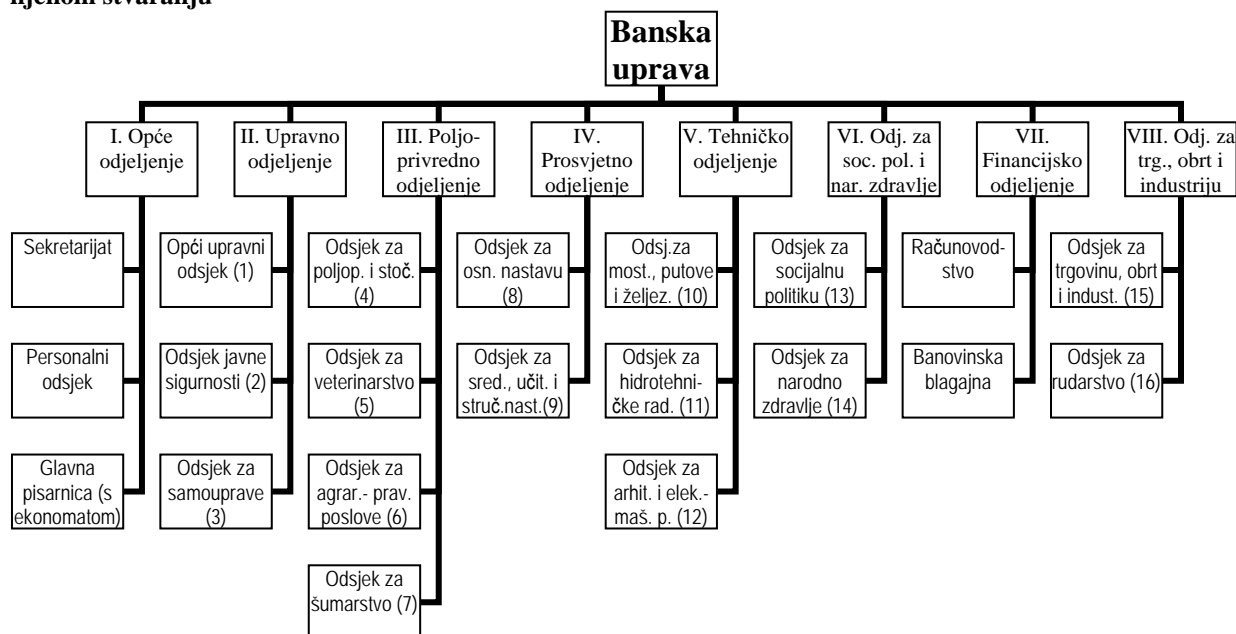 njenom stvaranju
Banska
uprava
I. Opće
odjeljenje
II. Upravno
odjeljenje
III. Poljo-
privredno
odjeljenje
IV.
Prosvjetno
odjeljenje
V. Tehničko
odjeljenje
VI. Odj. za
soc. pol. i
nar. zdravlje
VII.
Financijsko
odjeljenje
VIII. Odj. za
trg., obrt i
industriju
Sekretarijat
Opći upravni
odsjek (1)
Odsjek za
poljop. i stoč.
(4)
Odsjek za
osn. nastavu
(8)
Odsj.za
most., putove
i željez. (10)
Odsjek za
socijalnu
politiku (13)
Računovod-
stvo
Odsjek za
trgovinu, obrt
i indust. (15)
Personalni
odsjek
Odsjek javne
sigurnosti (2)
Odsjek za
veterinarstvo
(5)
Odsjek za
sred., učit. i
struč.nast.(9)
Odsjek za
hidrotehni-
čke rad. (11)
Odsjek za
narodno
zdravlje (14)
Banovinska
blagajna
Odsjek za
rudarstvo (16)
Glavna
pisarnica (s
ekonomatom)
Odsjek za
samouprave
(3)
Odsjek za
agrar.- prav.
poslove (6)
Odsjek za
arhit. i elek.-
maš. p. (12)
Odsjek za
šumarstvo (7)